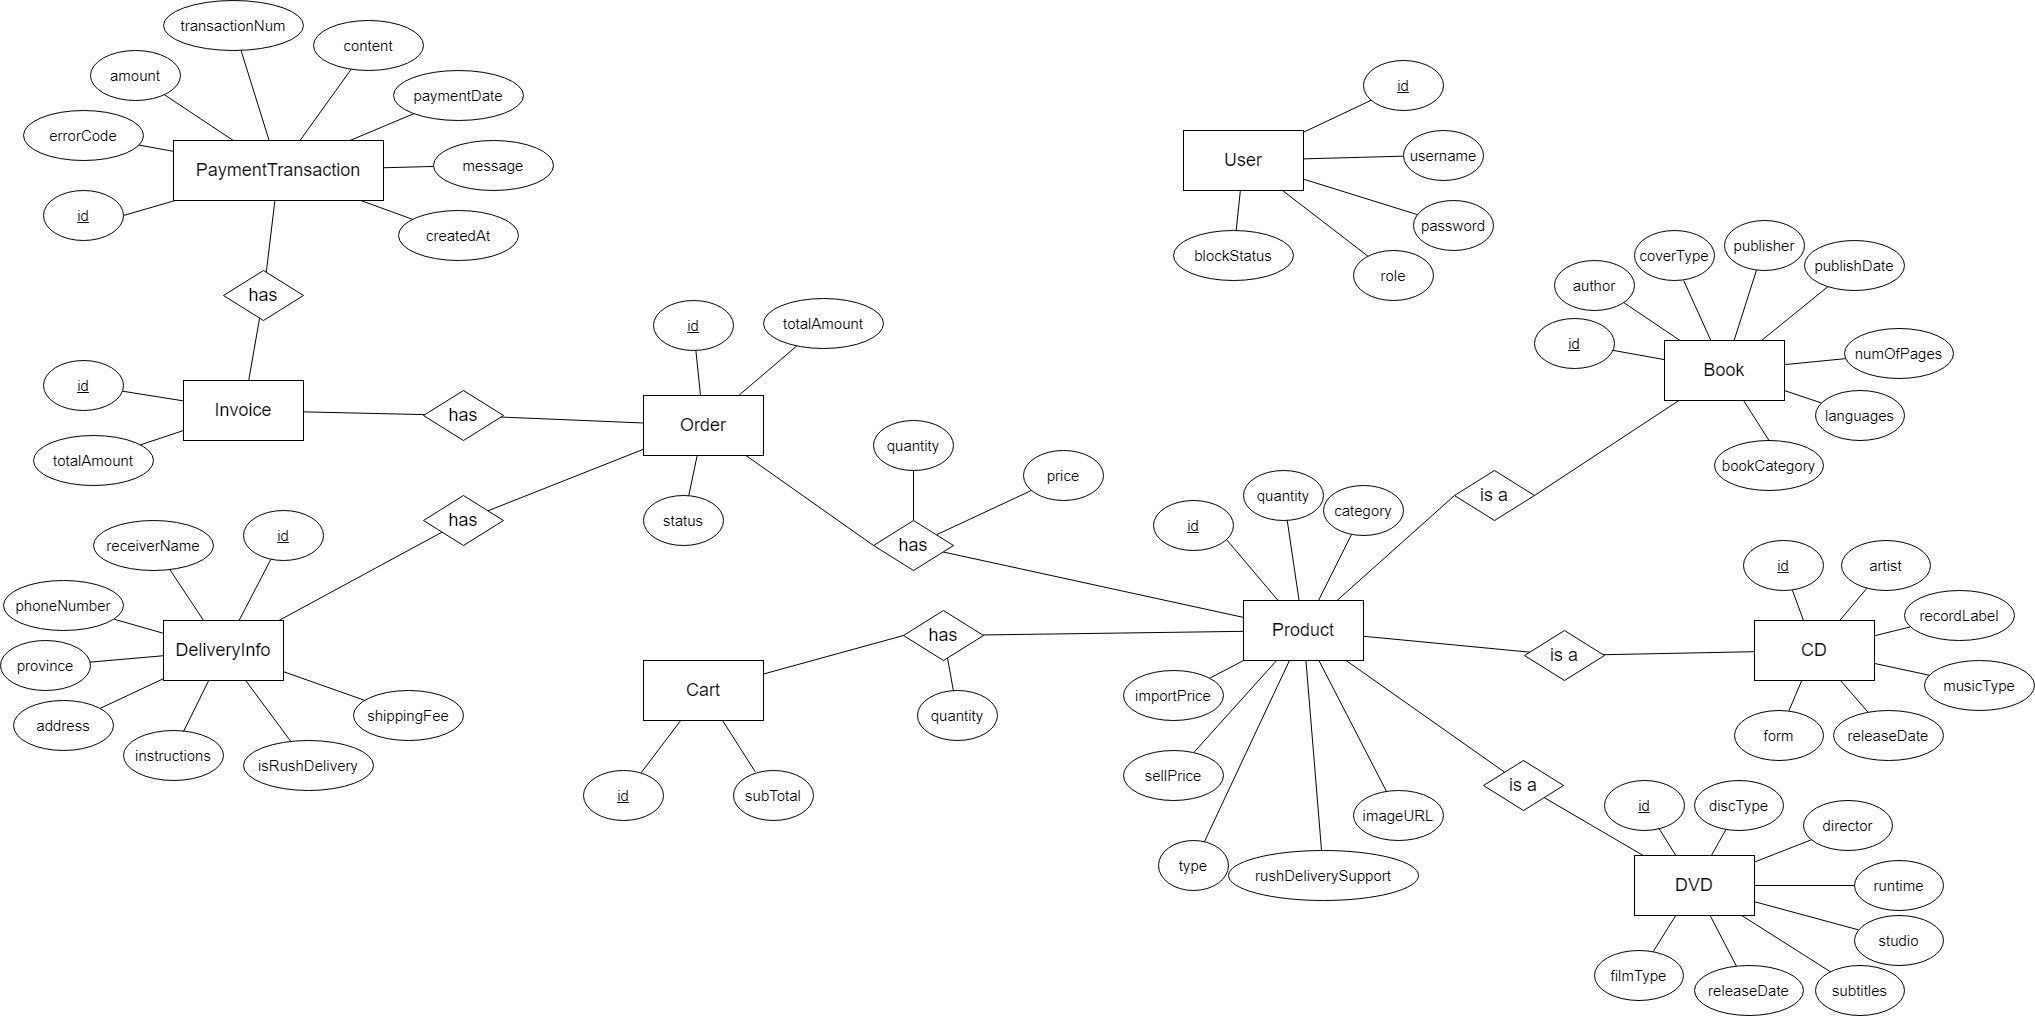 transactionNum
content
amount
paymentDate
errorCode
PaymentTransaction
message
id
createdAt
has
id
Invoice
totalAmount
has
id
totalAmount
Order
status
has
receiverName
id
phoneNumber
DeliveryInfo
province
address
instructions
isRushDelivery
shippingFee
quantity
price
has
Cart
id
subTotal
has
quantity
id
User
username
password
role
blockStatus
id
quantity
category
Product
importPrice
sellPrice
type
rushDeliverySupport
imageURL
is a
author
coverType
publisher
publishDate
id
Book
numOfPages
languages
bookCategory
is a
id
artist
recordLabel
CD
musicType
form
releaseDate
is a
id
discType
director
DVD
runtime
studio
filmType
releaseDate
subtitles